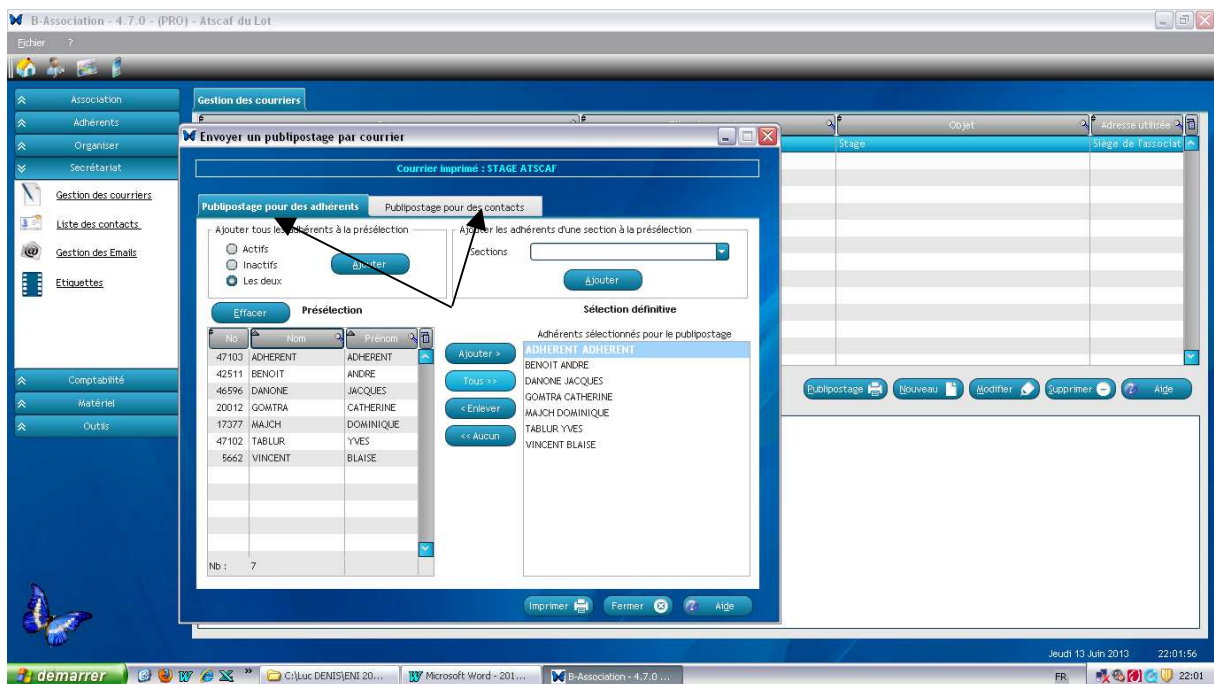 B-Association - 4.7.0 - (PRO) - Atscaf du Lot
Fichier ?
Association
Adhérents
Organiser
Secrétariat
Gestion des courriers
Liste des contacts
Gestion des Emails
Etiquettes
Comptabilité
Matériel
Outils
Gestion des courriers
Objet
Adresse utilisée
Stage
Siège de l'associat
Envoyer un publipostage par courrier
Courrier imprimé : STAGE ATSCAF
Publipostage pour des adhérents
Publipostage pour des contacts
Ajouter tous les adhérents à la présélection
Actifs
Inactifs
Les deux
Ajouter
Ajouter les adhérents d'une section à la présélection
Sections
Ajouter
Effacer
Présélection
Sélection définitive
No Nom Prénom
47103 ADHERENT ADHERENT
42511 BENOIT ANDRE
46596 DANONE JACQUES
20012 GOMTRA CATHERINE
17377 MAJCH DOMINIQUE
47102 TABLUR YVES
5662 VINCENT BLAISE
Nb : 7
Ajouter >
Tous >>
< Enlever
<< Aucun
Adhérents sélectionnés pour le publipostage
ADHERENT ADHERENT
BENOIT ANDRE
DANONE JACQUES
GOMTRA CATHERINE
MAJCH DOMINIQUE
TABLUR YVES
VINCENT BLAISE
Imprimer
Fermer
Aide
Publipostage
Nouveau
Modifier
Supprimer
Aide
Jeudi 13 Juin 2013 22:01:56
démarrer
C:\Luc DENIS\ENI 20...
Microsoft Word - 201...
B-Association - 4.7.0 ...
FR
22:01